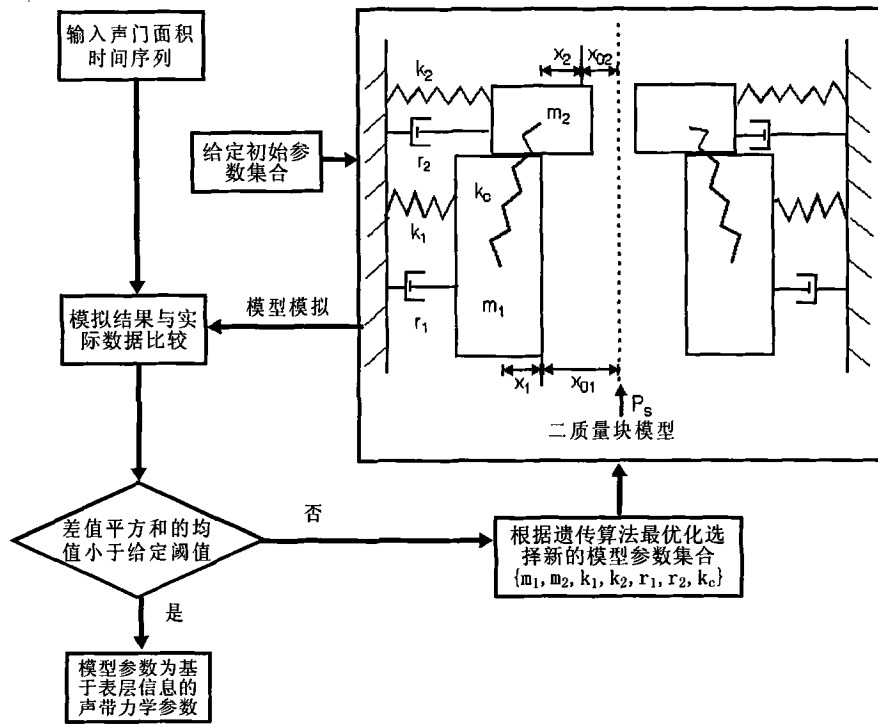 输入声门面积
时间序列
给定初始参
数集合
模拟结果与实
际数据比较
模型模拟
差值平方和的均
值小于给定阈值
否
是
模型参数为基
于表层信息的
声带力学参数
根据遗传算法最优化选
择新的模型参数集合
{m₁,m₂,k₁,k₂,r₁,r₂,k_c}
x₂
x₀₂
k₂
m₂
r₂
k_c
k₁
m₁
r₁
x₁
x₀₁
P_s
二质量块模型